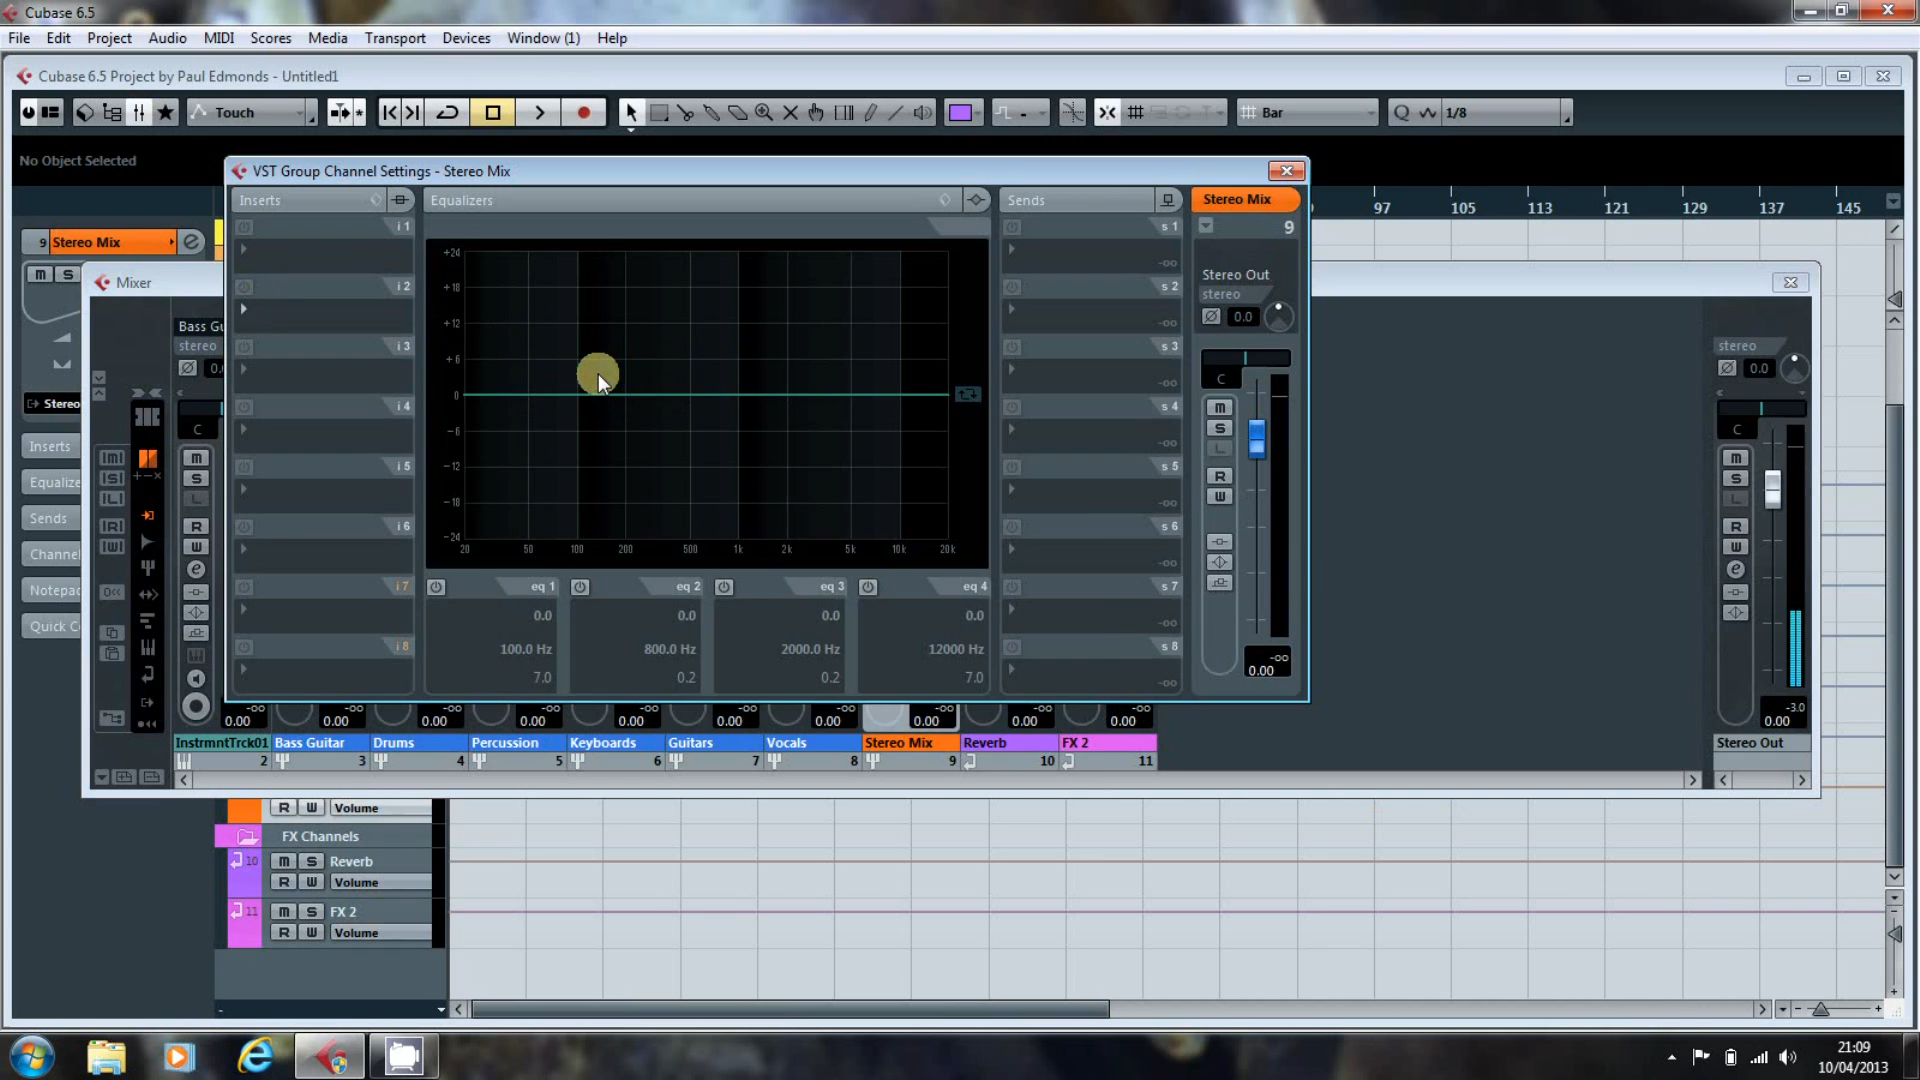 Cubase 6.5
File Edit Project Audio MIDI Scores Media Transport Devices Window (1) Help
Cubase 6.5 Project by Paul Edmonds - Untitled1
Touch Bar Q 1/8
No Object Selected
VST Group Channel Settings - Stereo Mix
Inserts Equalizers Sends Stereo Mix
97 105 113 121 129 137 145
i 1 s 1 9
9 Stereo Mix e
+24
-oo
M S Stereo Out
Mixer
i 2 +18 s 2 stereo
0.0
-oo
Bass Gu
+12
stereo i 3 s 3 stereo
+6 C
0.0 -oo 0.0
0
Stereo i 4 s 4 M
C S C
-6 -oo L
Inserts M M
i 5 -12 s 5 R
S S
Equalize W
L -oo L
-18
Sends R i 6 s 6 R
W -24 W
20 50 100 200 500 1k 2k 5k 10k 20k
Channel -oo
e e
Notepad i 7 eq 1 eq 2 eq 3 eq 4 s 7
0.0 0.0 0.0 0.0
Quick C -oo
i 8 100.0 Hz 800.0 Hz 2000.0 Hz 12000 Hz s 8 -oo
0.00
7.0 0.2 0.2 7.0 -oo
-oo -oo -oo -oo -oo -oo -oo -oo -oo -oo -3.0
0.00 0.00 0.00 0.00 0.00 0.00 0.00 0.00 0.00 0.00 0.00
InstrmntTrck01 Bass Guitar Drums Percussion Keyboards Guitars Vocals Stereo Mix Reverb FX 2 Stereo Out
2 3 4 5 6 7 8 9 10 11
R W Volume
FX Channels
10 M S Reverb
R W Volume
11 M S FX 2
R W Volume
21:09
10/04/2013